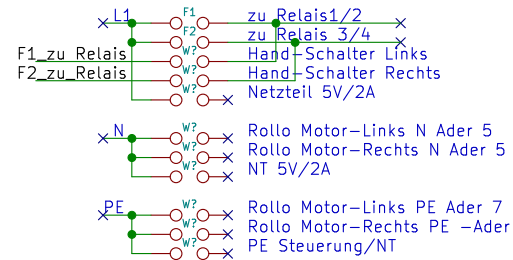 L1 F1 zu Relais1/2
F2 zu Relais 3/4
F1_zu Relais W? Hand-Schalter Links
F2_zu_Relais W? Hand-Schalter Rechts
W? Netzteil 5V/2A
N W? Rollo Motor-Links N Ader 5
W? Rollo Motor-Rechts N Ader 5
W? NT 5V/2A
PE W? Rollo Motor-Links PE Ader 7
W? Rollo Motor-Rechts PE -Ader
W? PE Steuerung/NT